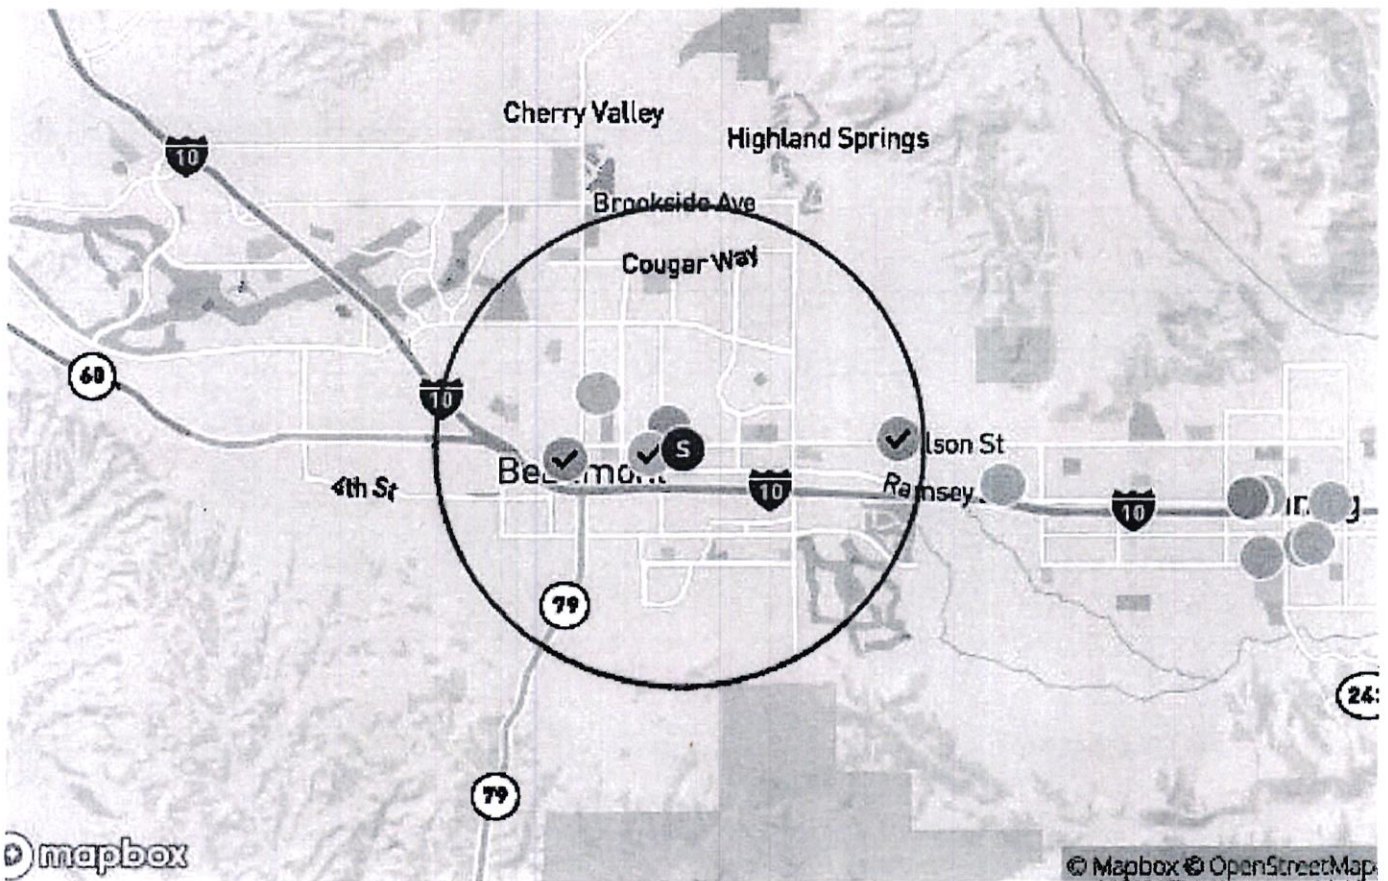 Cherry Valley
Highland Springs
10
Brookside Ave
Cougar Way
60
10
S
lson St
4th St
10
Ramsey
10
79
79
mapbox
© Mapbox © OpenStreetMap